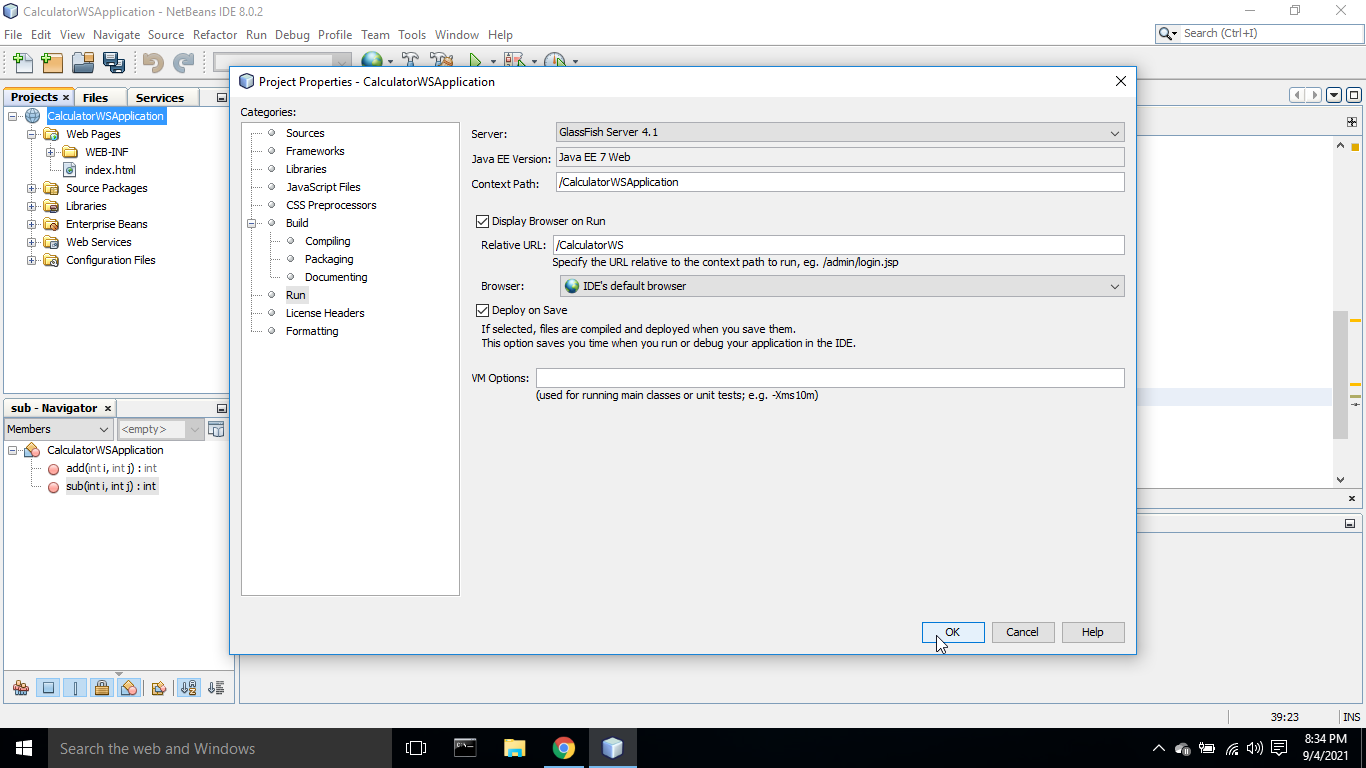 CalculatorWSApplication - NetBeans IDE 8.0.2
File Edit View Navigate Source Refactor Run Debug Profile Team Tools Window Help
Search (Ctrl+I)
Project Properties - CalculatorWSApplication
Projects Files Services
CalculatorWSApplication
Web Pages
WEB-INF
index.html
Source Packages
Libraries
Enterprise Beans
Web Services
Configuration Files
sub - Navigator
Members <empty>
CalculatorWSApplication
add(int i, int j) : int
sub(int i, int j) : int
Categories:
Sources
Frameworks
Libraries
JavaScript Files
CSS Preprocessors
Build
Compiling
Packaging
Documenting
Run
License Headers
Formatting
Server: GlassFish Server 4.1
Java EE Version: Java EE 7 Web
Context Path: /CalculatorWSApplication
Display Browser on Run
Relative URL: /CalculatorWS
Specify the URL relative to the context path to run, eg. /admin/login.jsp
Browser: IDE's default browser
Deploy on Save
If selected, files are compiled and deployed when you save them.
This option saves you time when you run or debug your application in the IDE.
VM Options:
(used for running main classes or unit tests; e.g. -Xms10m)
OK Cancel Help
39:23 INS
Search the web and Windows
8:34 PM
9/4/2021